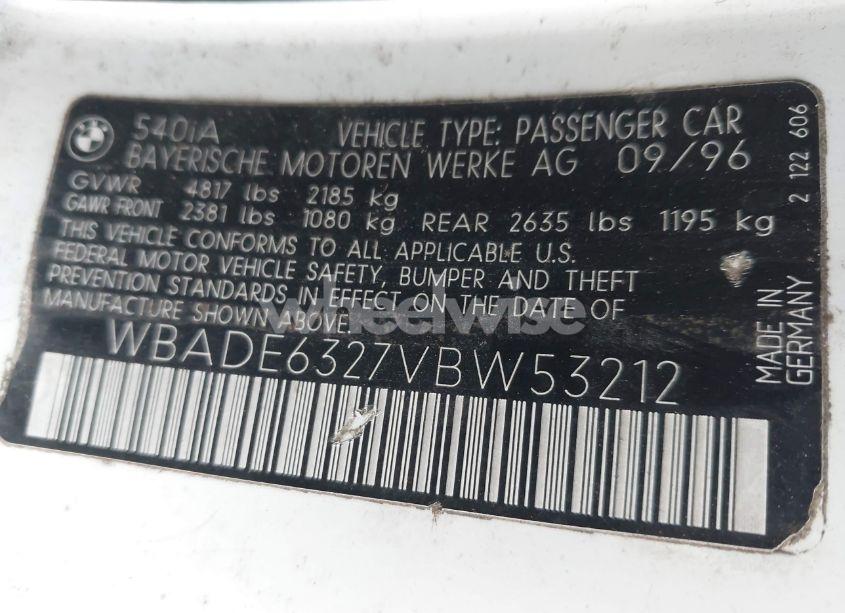 540iA VEHICLE TYPE: PASSENGER CAR
BAYERISCHE MOTOREN WERKE AG 09/96
GVWR 4817 lbs 2185 kg
GAWR FRONT 2381 lbs 1080 kg REAR 2635 lbs 1195 kg
THIS VEHICLE CONFORMS TO ALL APPLICABLE U.S.
FEDERAL MOTOR VEHICLE SAFETY, BUMPER AND THEFT
PREVENTION STANDARDS IN EFFECT ON THE DATE OF
MANUFACTURE SHOWN ABOVE.
WBADE6327VBW53212
MADE IN
GERMANY
2 122 606
BMW
wheelwise